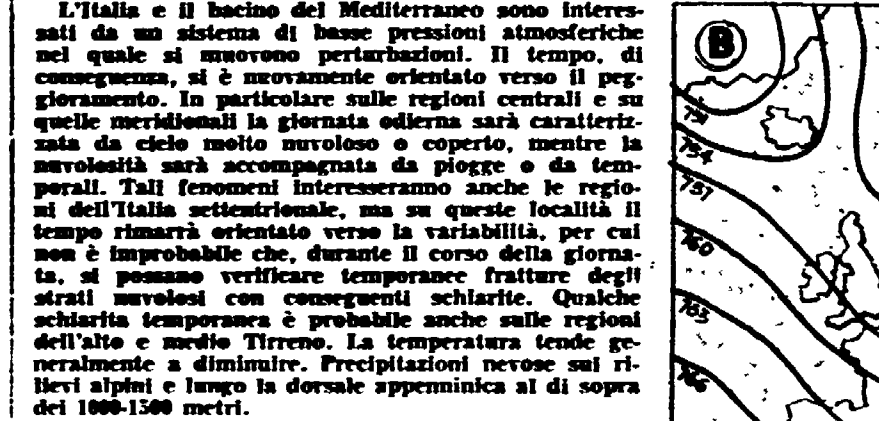 L'Italia e il bacino del Mediterraneo sono interes-
sati da un sistema di basse pressioni atmosferiche
nel quale si muovono perturbazioni. Il tempo, di
conseguenza, si è nuovamente orientato verso il peg-
gioramento. In particolare sulle regioni centrali e su
quelle meridionali la giornata odierna sarà caratteriz-
zata da cielo molto nuvoloso o coperto, mentre la
nuvolosità sarà accompagnata da piogge o da tem-
porali. Tali fenomeni interesseranno anche le regio-
ni dell'Italia settentrionale, ma su queste località il
tempo rimarrà orientato verso la variabilità, per cui
non è improbabile che, durante il corso della giorna-
ta, si possano verificare temporanee fratture degli
strati nuvolosi con conseguenti schiarite. Qualche
schiarita temporanea è probabile anche sulle regioni
dell'alto e medio Tirreno. La temperatura tende ge-
neralmente a diminuire. Precipitazioni nevose sui ri-
lievi alpini e lungo la dorsale appenninica al di sopra
dei 1000-1500 metri.
B
751
754
757
760
763
766